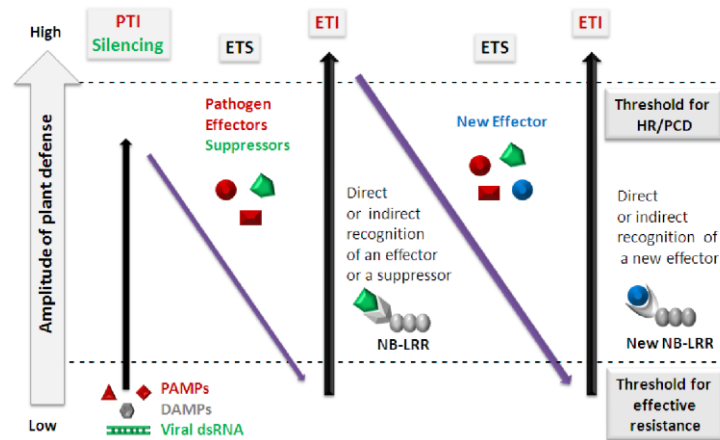 High
PTI
Silencing
ETS
ETI
ETS
ETI
Amplitude of plant defense
Pathogen
Effectors
Suppressors
New Effector
Threshold for
HR/PCD
Direct
or indirect
recognition
of an effector
or a suppressor
NB-LRR
Direct
or indirect
recognition of
a new effector
New NB-LRR
PAMPs
DAMPs
Viral dsRNA
Threshold for
effective
resistance
Low